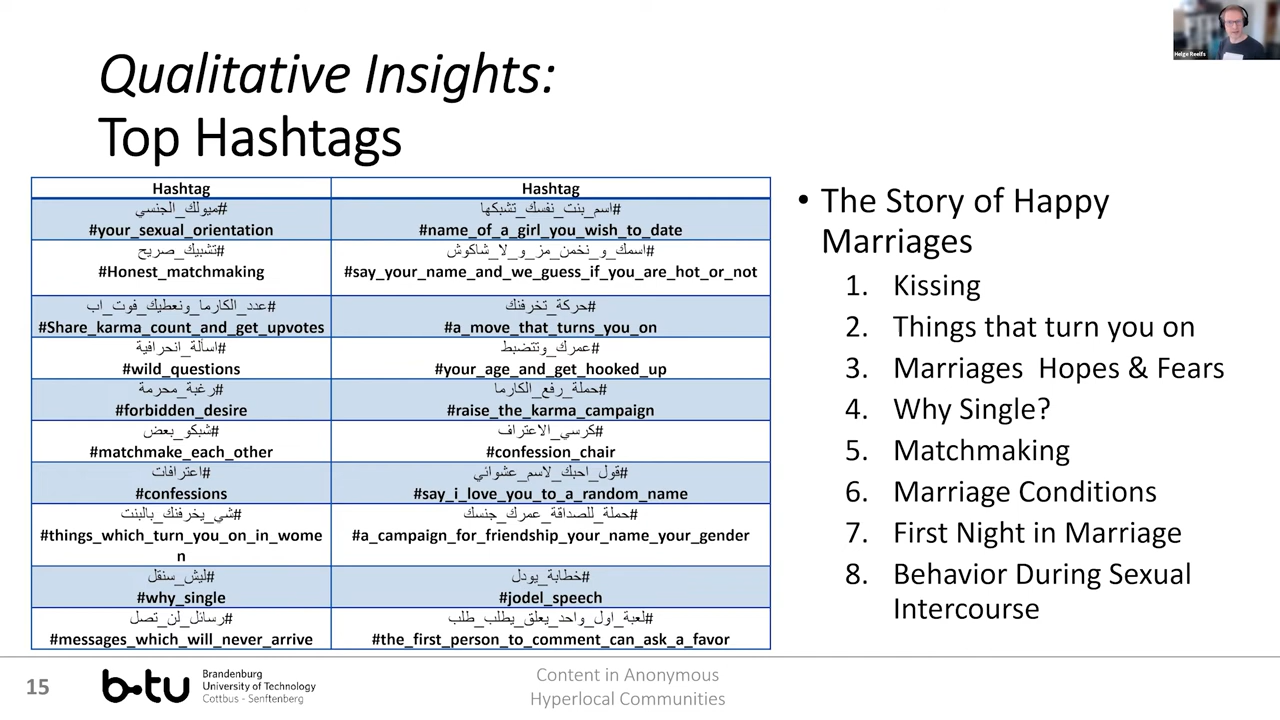 Helge Reelfs
Qualitative Insights:
Top Hashtags
Hashtag
Hashtag
#ميولك_الجنسي
#your_sexual_orientation
#اسم_بنت_نفسك_تشبكها
#name_of_a_girl_you_wish_to_date
#تشبيك_صريح
#Honest_matchmaking
#اسمك_و_نخمن_مز_و_لا_شاكوش
#say_your_name_and_we_guess_if_you_are_hot_or_not
#عدد_الكارما_ونعطيك_فوت_اب
#Share_karma_count_and_get_upvotes
#حركة_تخرفنك
#a_move_that_turns_you_on
#اسألة_انحرافية
#wild_questions
#عمرك_وتتضبط
#your_age_and_get_hooked_up
#رغبة_محرمة
#forbidden_desire
#حملة_رفع_الكارما
#raise_the_karma_campaign
#شبكو_بعض
#matchmake_each_other
#كرسي_الاعتراف
#confession_chair
#اعترافات
#confessions
#قول_احبك_لاسم_عشوائي
#say_i_love_you_to_a_random_name
#شي_يخرفنك_بالبنت
#things_which_turn_you_on_in_wome
n
#حملة_للصداقة_عمرك_جنسك
#a_campaign_for_friendship_your_name_your_gender
#ليش_سنقل
#why_single
#خطابة_يودل
#jodel_speech
#رسائل_لن_تصل
#messages_which_will_never_arrive
#لعبة_اول_واحد_يعلق_يطلب_طلب
#the_first_person_to_comment_can_ask_a_favor
• The Story of Happy
Marriages
1. Kissing
2. Things that turn you on
3. Marriages Hopes & Fears
4. Why Single?
5. Matchmaking
6. Marriage Conditions
7. First Night in Marriage
8. Behavior During Sexual
Intercourse
15
b-tu
Brandenburg
University of Technology
Cottbus - Senftenberg
Content in Anonymous
Hyperlocal Communities